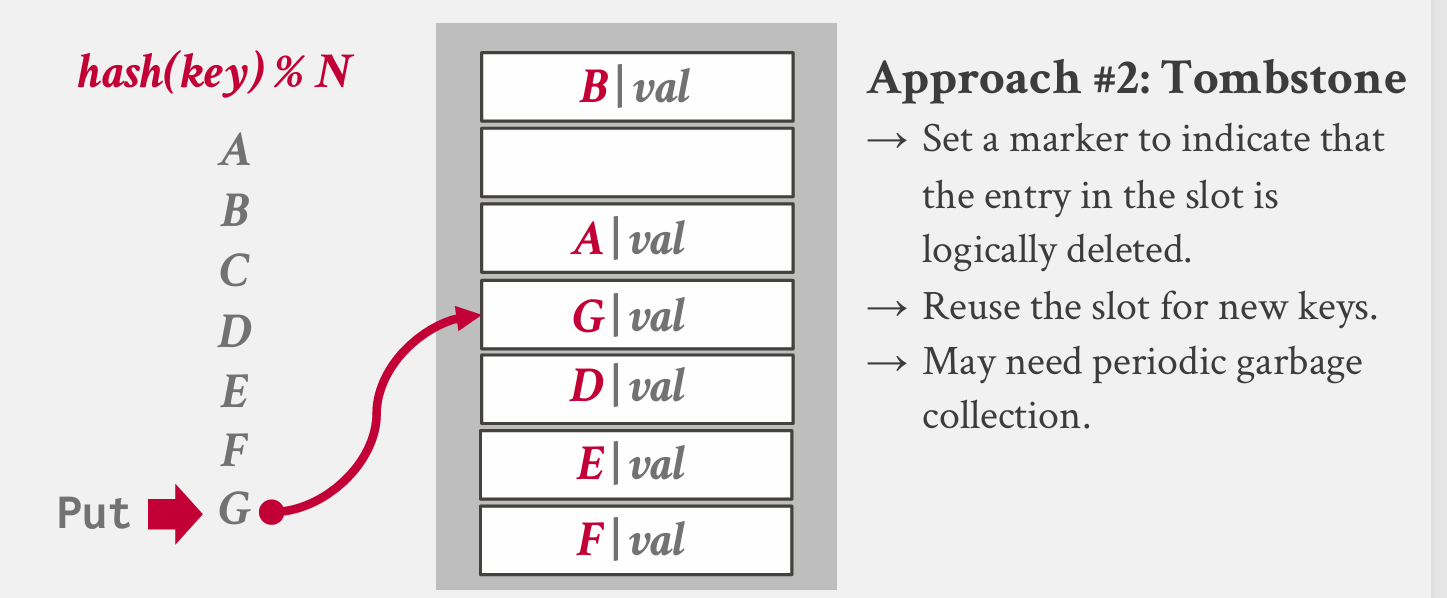 hash(key) % N
A
B
C
D
E
F
Put G
B|val
A|val
G|val
D|val
E|val
F|val
Approach #2: Tombstone
→ Set a marker to indicate that
the entry in the slot is
logically deleted.
→ Reuse the slot for new keys.
→ May need periodic garbage
collection.